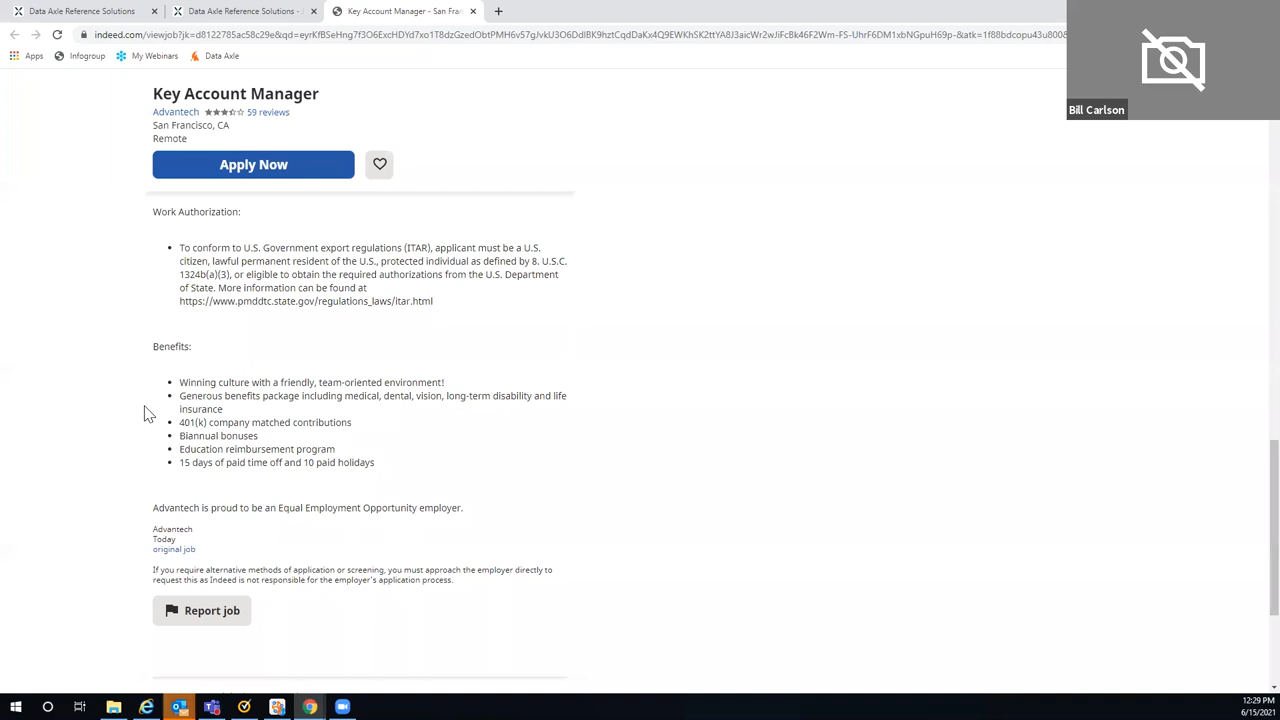 Data Axle Reference Solutions
Data Axle Reference Solutions -
Key Account Manager - San Fran
Apps
Infogroup
My Webinars
Data Axle
Bill Carlson
Key Account Manager
Advantech 59 reviews
San Francisco, CA
Remote
Apply Now
Work Authorization:
• To conform to U.S. Government export regulations (ITAR), applicant must be a U.S.
citizen, lawful permanent resident of the U.S., protected individual as defined by 8. U.S.C.
1324b(a)(3), or eligible to obtain the required authorizations from the U.S. Department
of State. More information can be found at
https://www.pmddtc.state.gov/regulations_laws/itar.html
Benefits:
• Winning culture with a friendly, team-oriented environment!
• Generous benefits package including medical, dental, vision, long-term disability and life
insurance
• 401(k) company matched contributions
• Biannual bonuses
• Education reimbursement program
• 15 days of paid time off and 10 paid holidays
Advantech is proud to be an Equal Employment Opportunity employer.
Advantech
Today
original job
If you require alternative methods of application or screening, you must approach the employer directly to
request this as Indeed is not responsible for the employer's application process.
Report job
12:29 PM
6/15/2021